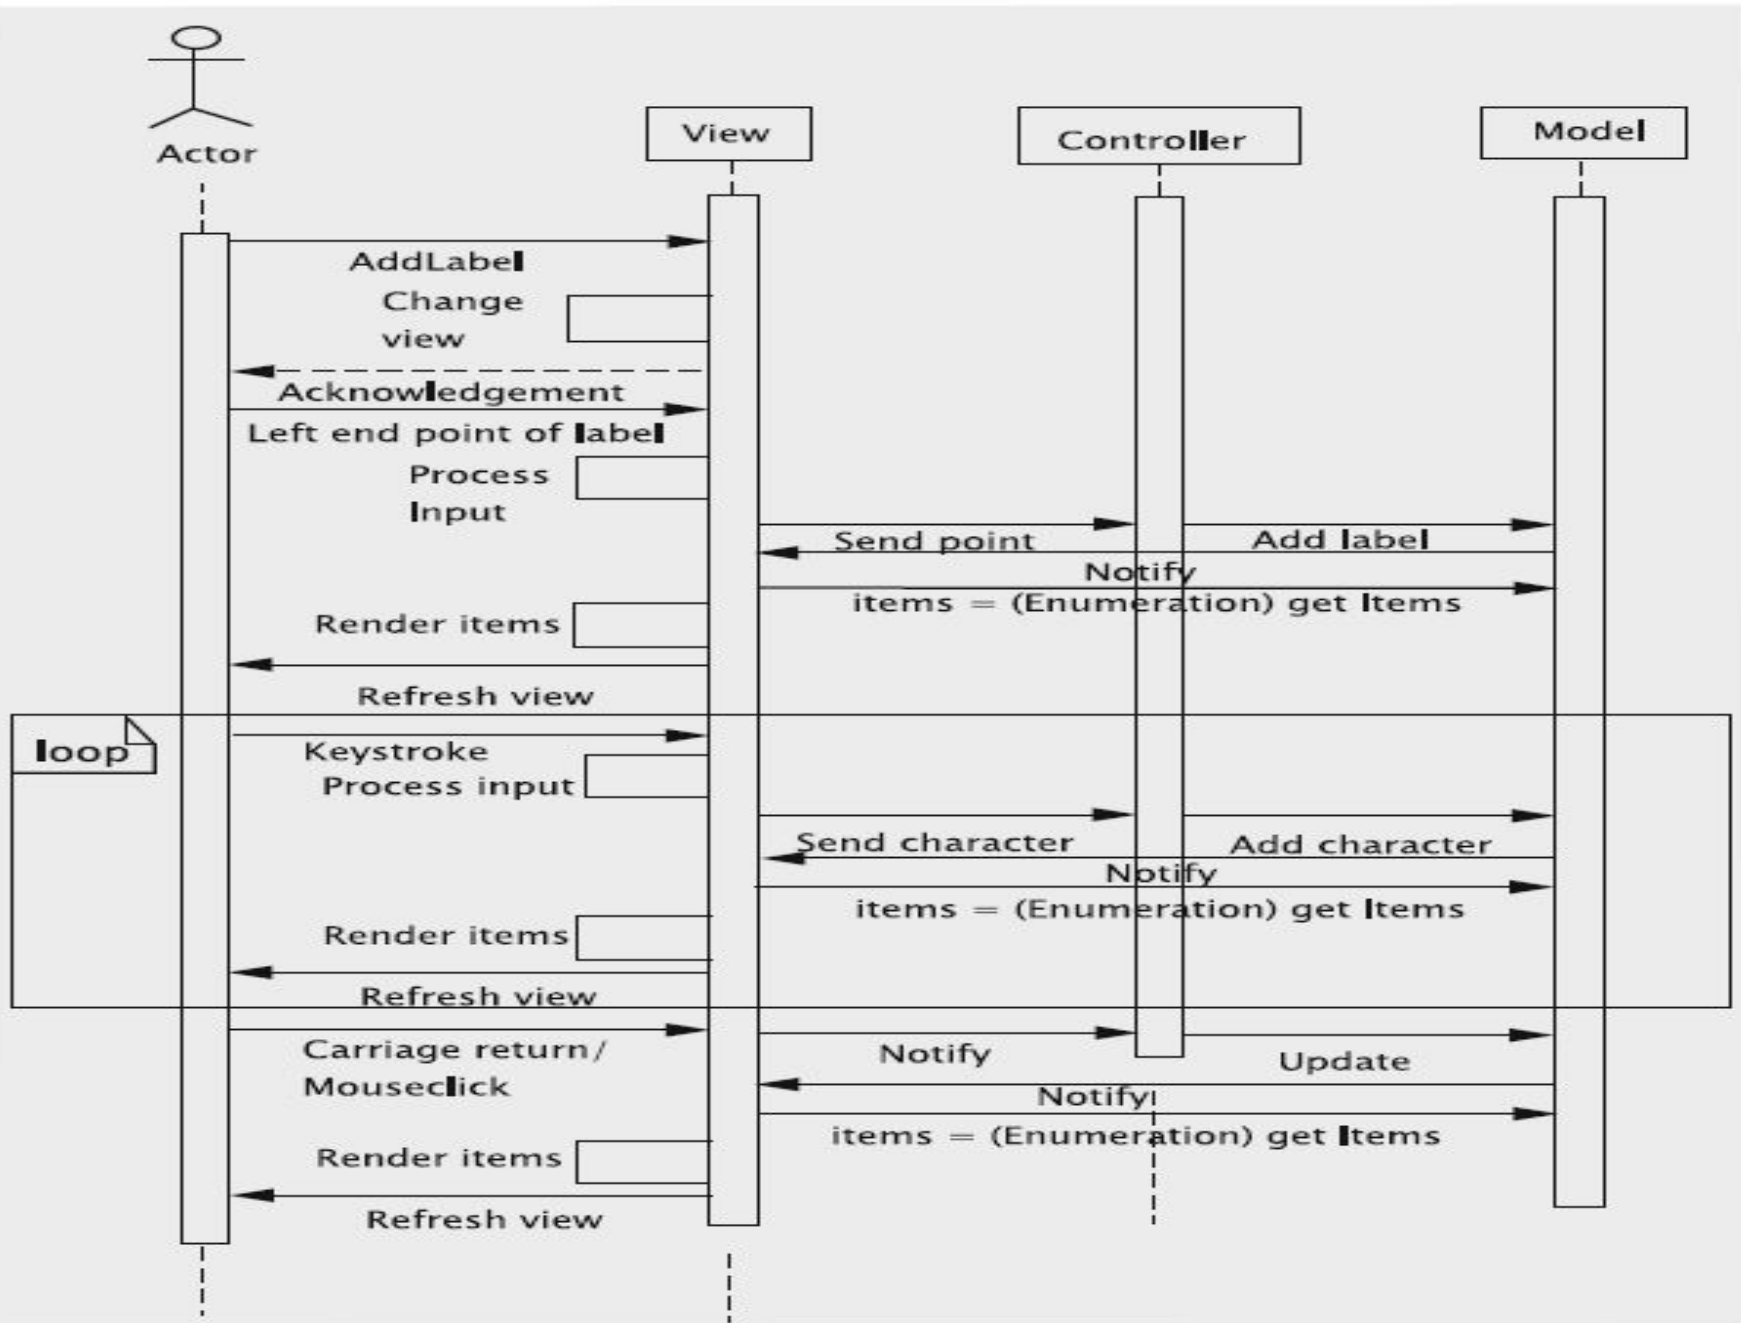 Actor
View
Controller
Model
AddLabel
Change
view
Acknowledgement
Left end point of label
Process
Input
Send point
Add label
Notify
items = (Enumeration) get Items
Render items
Refresh view
loop
Keystroke
Process input
Send character
Add character
Notify
items = (Enumeration) get Items
Render items
Refresh view
Carriage return/
Mouseclick
Notify
Update
Notify
items = (Enumeration) get Items
Render items
Refresh view